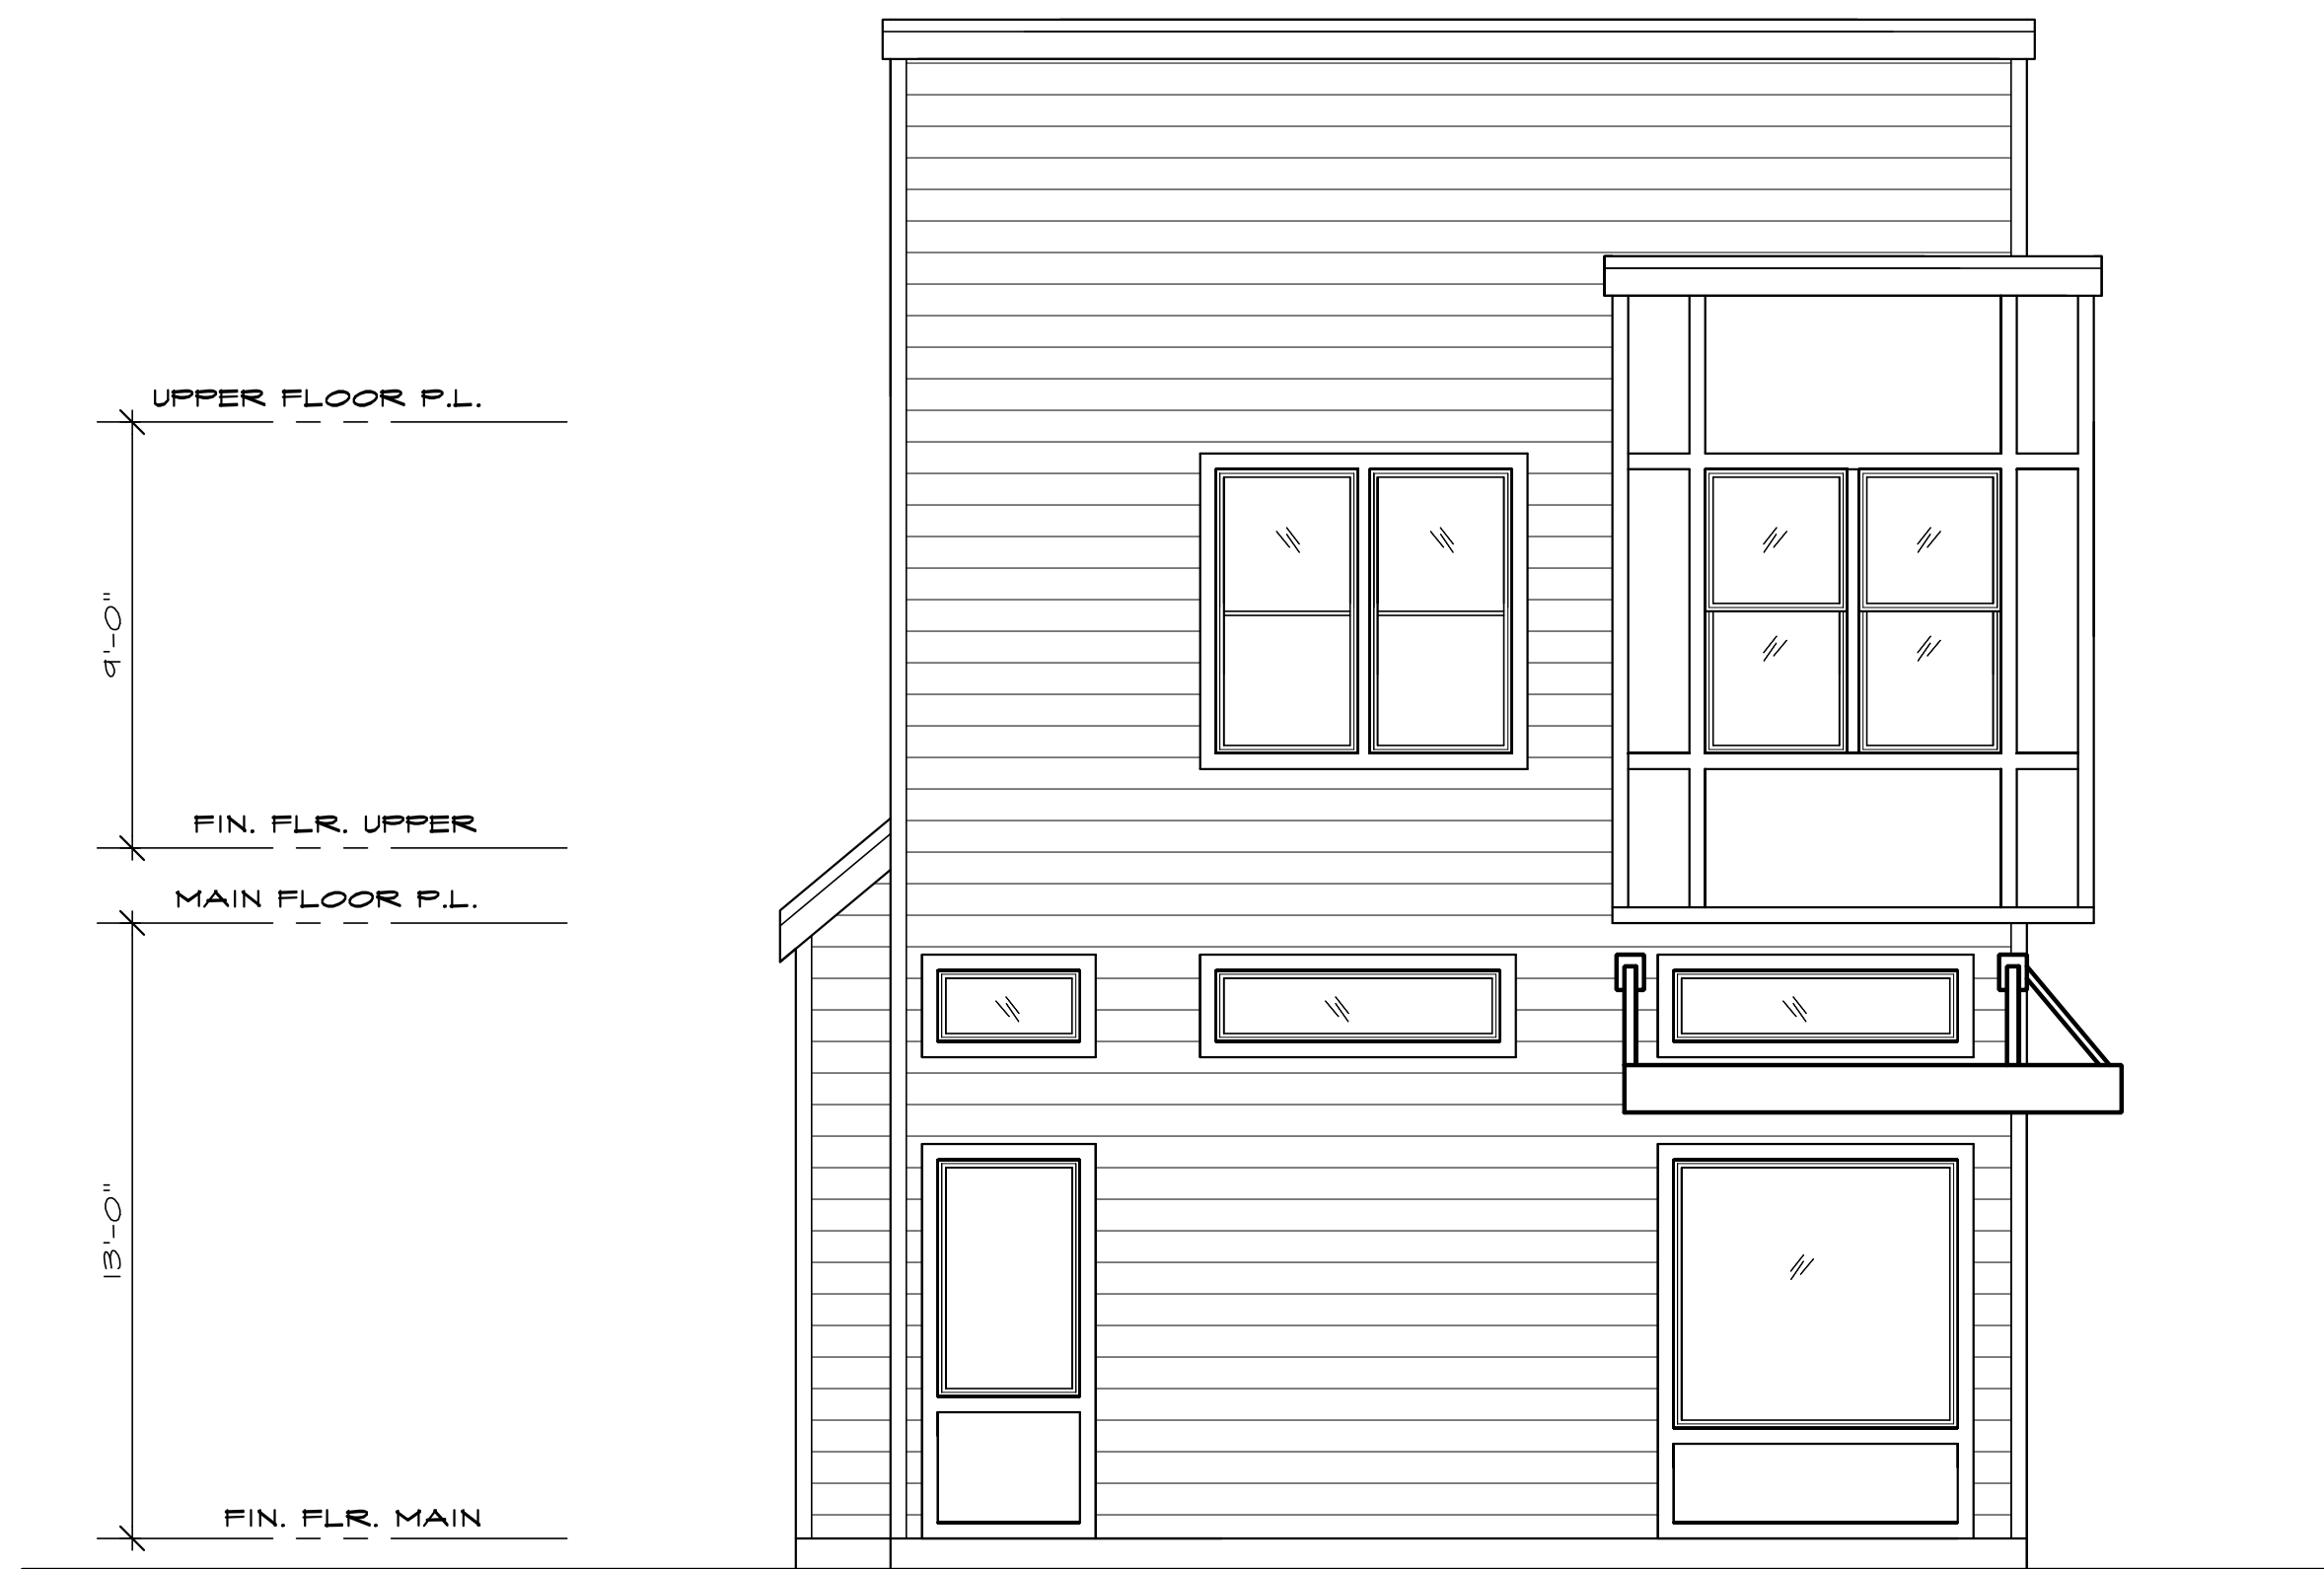 UPPER FLOOR P.L.
9'-0"
FIN. FLR. UPPER
MAIN FLOOR P.L.
13'-0"
FIN. FLR. MAIN